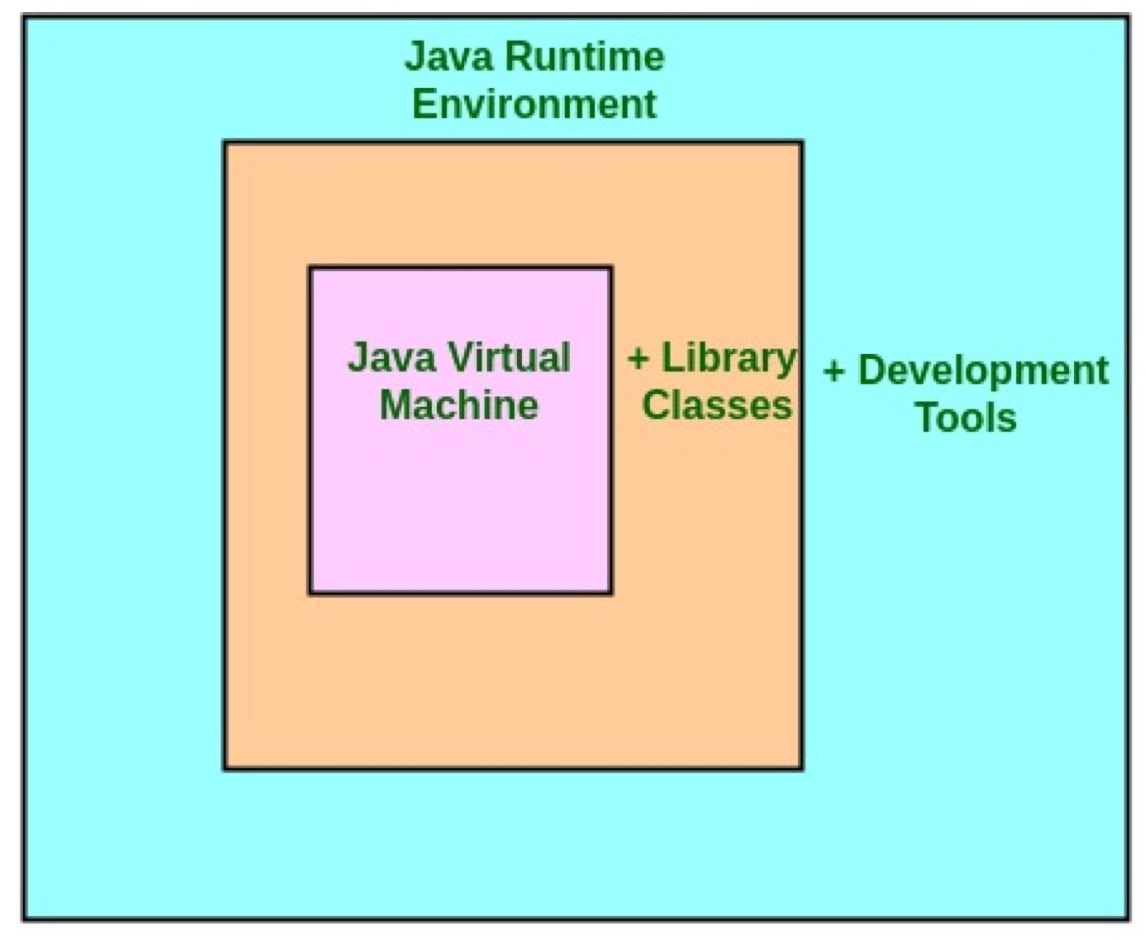 Java Runtime
Environment
Java Virtual
Machine
+ Library
Classes
+ Development
Tools